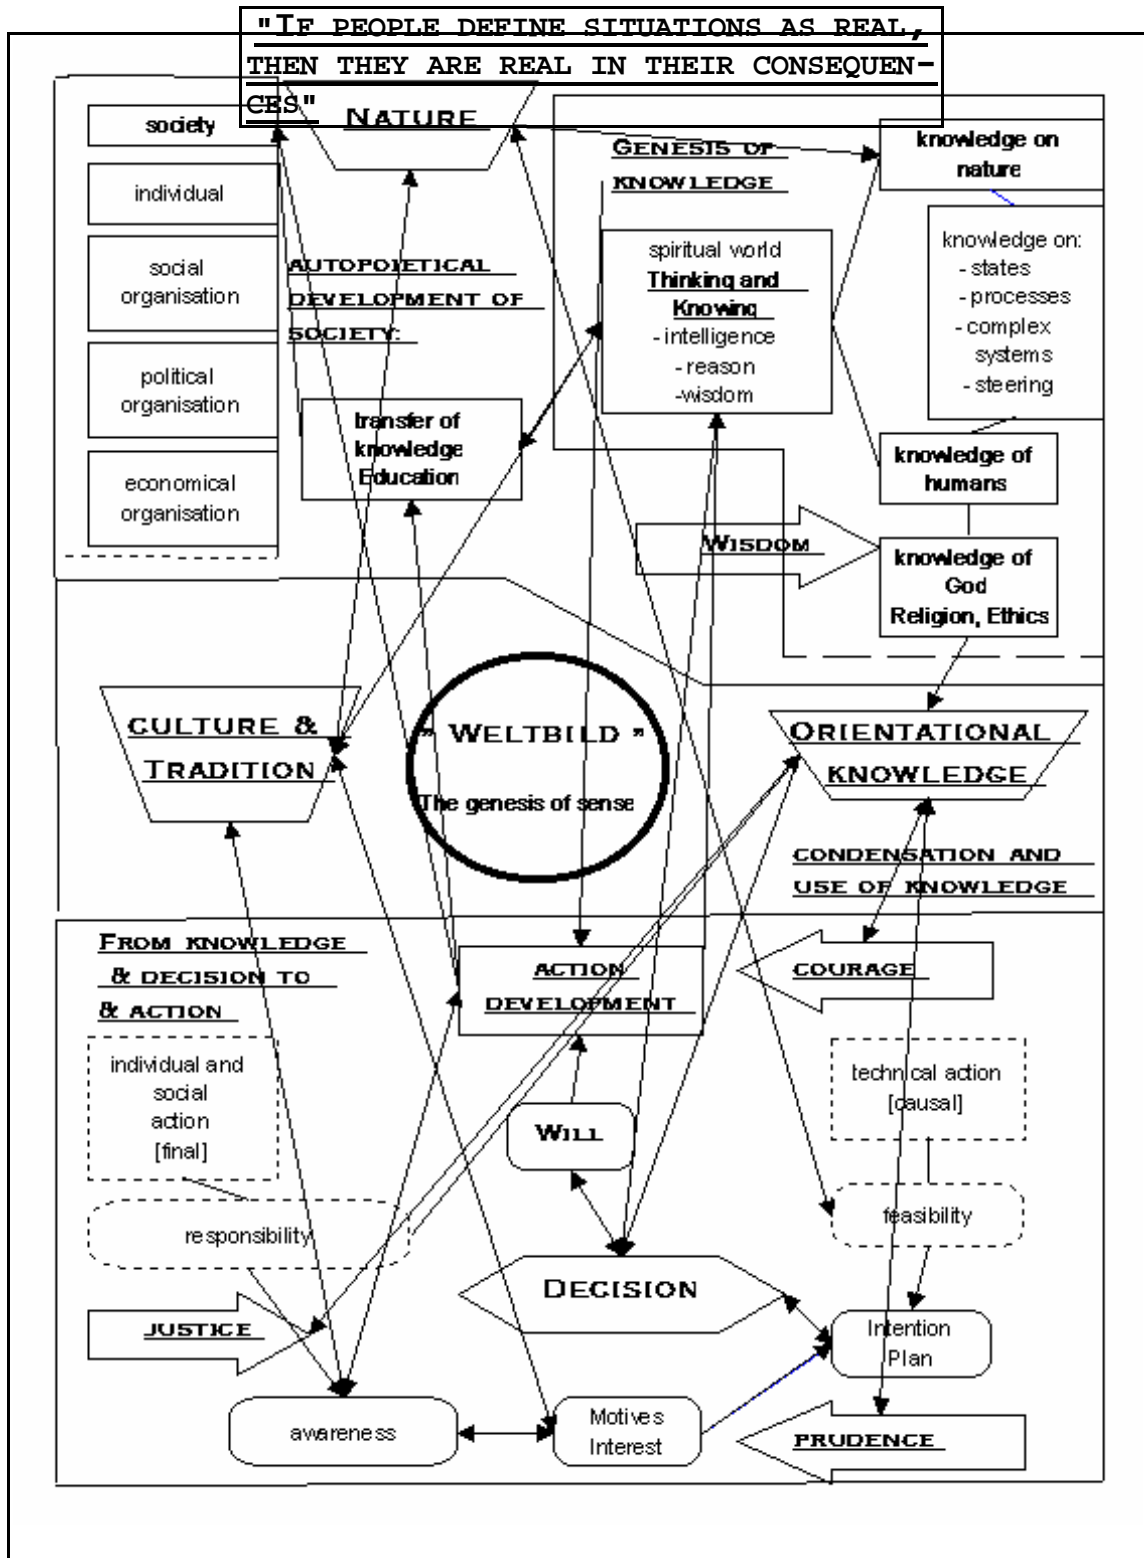 "IF PEOPLE DEFINE SITUATIONS AS REAL,
THEN THEY ARE REAL IN THEIR CONSEQUEN-
CES"
society
individual
social
organisation
political
organisation
economical
organisation
NATURE
AUTOPOIETICAL
DEVELOPMENT OF
SOCIETY:
transfer of
knowledge
Education
GENESIS OF
KNOWLEDGE
spiritual world
Thinking and
Knowing
- intelligence
- reason
-wisdom
knowledge on
nature
knowledge on:
- states
- processes
- complex
systems
- steering
knowledge of
humans
WISDOM
knowledge of
God
Religion, Ethics
CULTURE &
TRADITION
" WELTBILD "
The genesis of sense
ORIENTATIONAL
KNOWLEDGE
CONDENSATION AND
USE OF KNOWLEDGE
FROM KNOWLEDGE
& DECISION TO
& ACTION
ACTION
DEVELOPMENT
COURAGE
individual and
social
action
[final]
technical action
[causal]
WILL
responsibility
feasibility
DECISION
JUSTICE
Intention
Plan
awareness
Motives
Interest
PRUDENCE